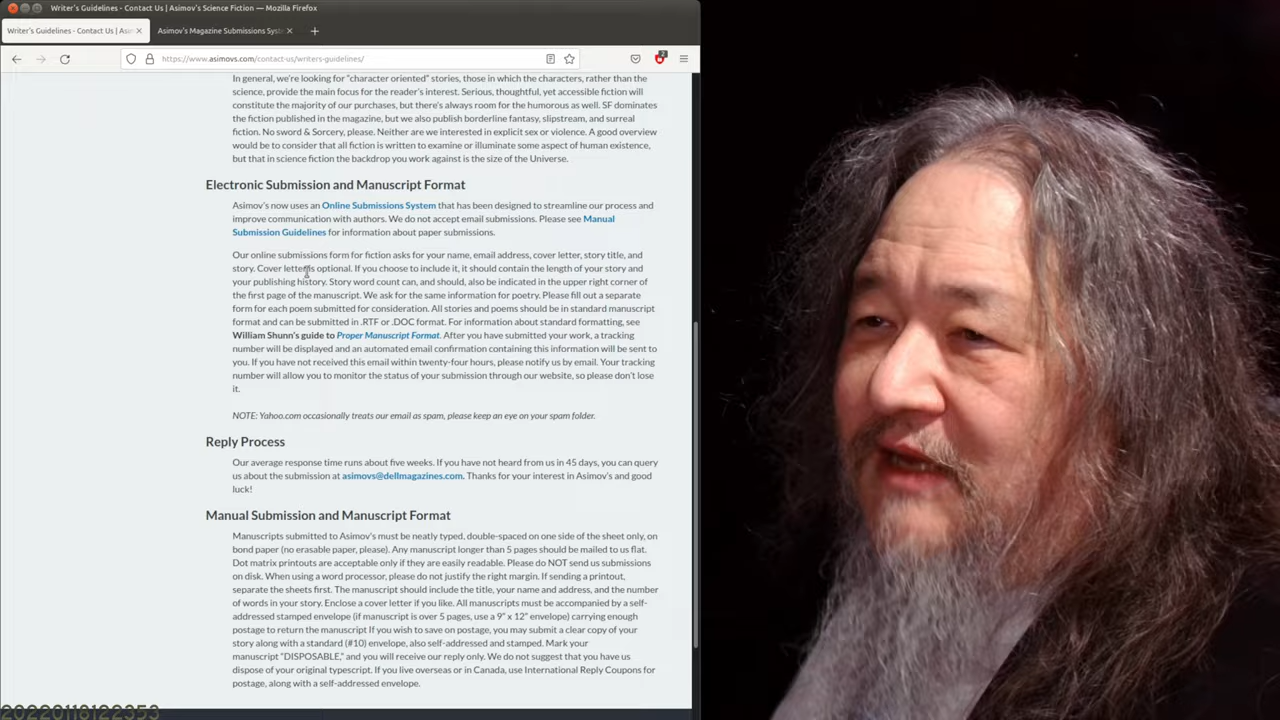 Writer's Guidelines - Contact Us | Asimov's Science Fiction — Mozilla Firefox
Writer's Guidelines - Contact Us | Asim
Asimov's Magazine Submissions Syst
https://www.asimovs.com/contact-us/writers-guidelines/
2
In general, we're looking for "character oriented" stories, those in which the characters, rather than the
science, provide the main focus for the reader's interest. Serious, thoughtful, yet accessible fiction will
constitute the majority of our purchases, but there's always room for the humorous as well. SF dominates
the fiction published in the magazine, but we also publish borderline fantasy, slipstream, and surreal
fiction. No sword & Sorcery, please. Neither are we interested in explicit sex or violence. A good overview
would be to consider that all fiction is written to examine or illuminate some aspect of human existence,
but that in science fiction the backdrop you work against is the size of the Universe.
Electronic Submission and Manuscript Format
Asimov's now uses an Online Submissions System that has been designed to streamline our process and
improve communication with authors. We do not accept email submissions. Please see Manual
Submission Guidelines for information about paper submissions.
Our online submissions form for fiction asks for your name, email address, cover letter, story title, and
story. Cover letter is optional. If you choose to include it, it should contain the length of your story and
your publishing history. Story word count can, and should, also be indicated in the upper right corner of
the first page of the manuscript. We ask for the same information for poetry. Please fill out a separate
form for each poem submitted for consideration. All stories and poems should be in standard manuscript
format and can be submitted in .RTF or .DOC format. For information about standard formatting, see
William Shunn's guide to Proper Manuscript Format. After you have submitted your work, a tracking
number will be displayed and an automated email confirmation containing this information will be sent to
you. If you have not received this email within twenty-four hours, please notify us by email. Your tracking
number will allow you to monitor the status of your submission through our website, so please don't lose
it.
NOTE: Yahoo.com occasionally treats our email as spam, please keep an eye on your spam folder.
Reply Process
Our average response time runs about five weeks. If you have not heard from us in 45 days, you can query
us about the submission at asimovs@dellmagazines.com. Thanks for your interest in Asimov's and good
luck!
Manual Submission and Manuscript Format
Manuscripts submitted to Asimov's must be neatly typed, double-spaced on one side of the sheet only, on
bond paper (no erasable paper, please). Any manuscript longer than 5 pages should be mailed to us flat.
Dot matrix printouts are acceptable only if they are easily readable. Please do NOT send us submissions
on disk. When using a word processor, please do not justify the right margin. If sending a printout,
separate the sheets first. The manuscript should include the title, your name and address, and the number
of words in your story. Enclose a cover letter if you like. All manuscripts must be accompanied by a self-
addressed stamped envelope (if manuscript is over 5 pages, use a 9" x 12" envelope) carrying enough
postage to return the manuscript If you wish to save on postage, you may submit a clear copy of your
story along with a standard (#10) envelope, also self-addressed and stamped. Mark your
manuscript "DISPOSABLE," and you will receive our reply only. We do not suggest that you have us
dispose of your original typescript. If you live overseas or in Canada, use International Reply Coupons for
postage, along with a self-addressed envelope.
20220118122353